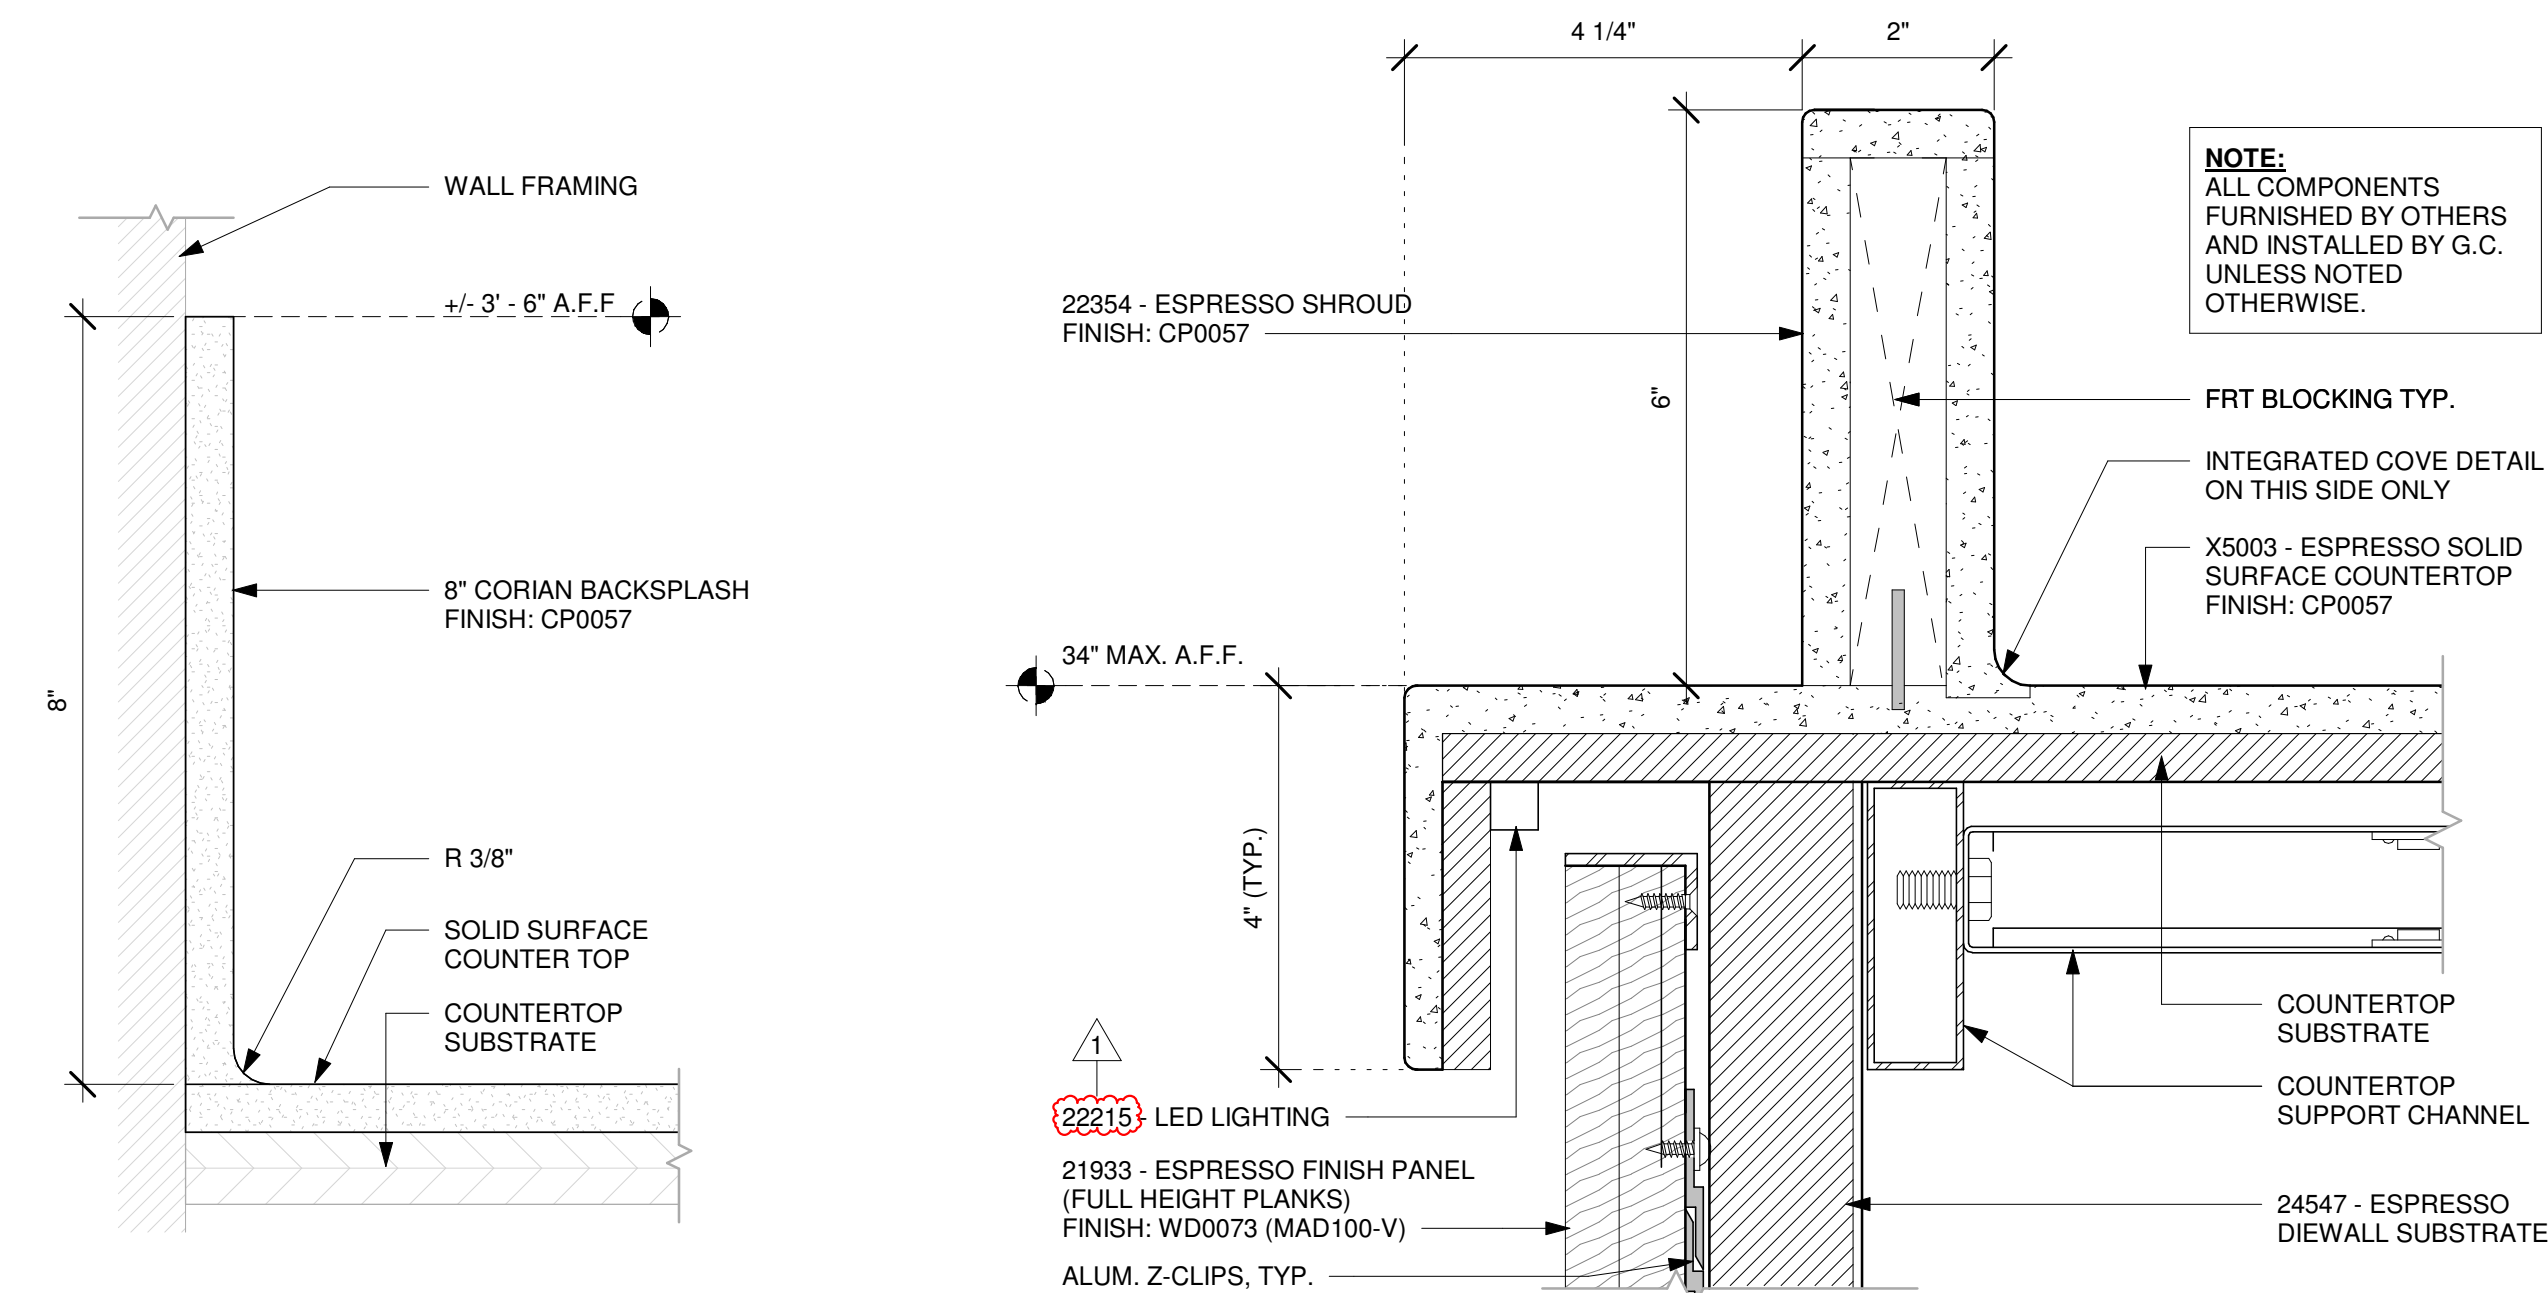 WALL FRAMING
+/- 3' - 6" A.F.F
8" CORIAN BACKSPLASH
FINISH: CP0057
8"
R 3/8"
SOLID SURFACE
COUNTER TOP
COUNTERTOP
SUBSTRATE
4 1/4"
2"
22354 - ESPRESSO SHROUD
FINISH: CP0057
6"
34" MAX. A.F.F.
4" (TYP.)
1
22215 - LED LIGHTING
21933 - ESPRESSO FINISH PANEL
(FULL HEIGHT PLANKS)
FINISH: WD0073 (MAD100-V)
ALUM. Z-CLIPS, TYP.
NOTE:
ALL COMPONENTS
FURNISHED BY OTHERS
AND INSTALLED BY G.C.
UNLESS NOTED
OTHERWISE.
FRT BLOCKING TYP.
INTEGRATED COVE DETAIL
ON THIS SIDE ONLY
X5003 - ESPRESSO SOLID
SURFACE COUNTERTOP
FINISH: CP0057
COUNTERTOP
SUBSTRATE
COUNTERTOP
SUPPORT CHANNEL
24547 - ESPRESSO
DIEWALL SUBSTRATE